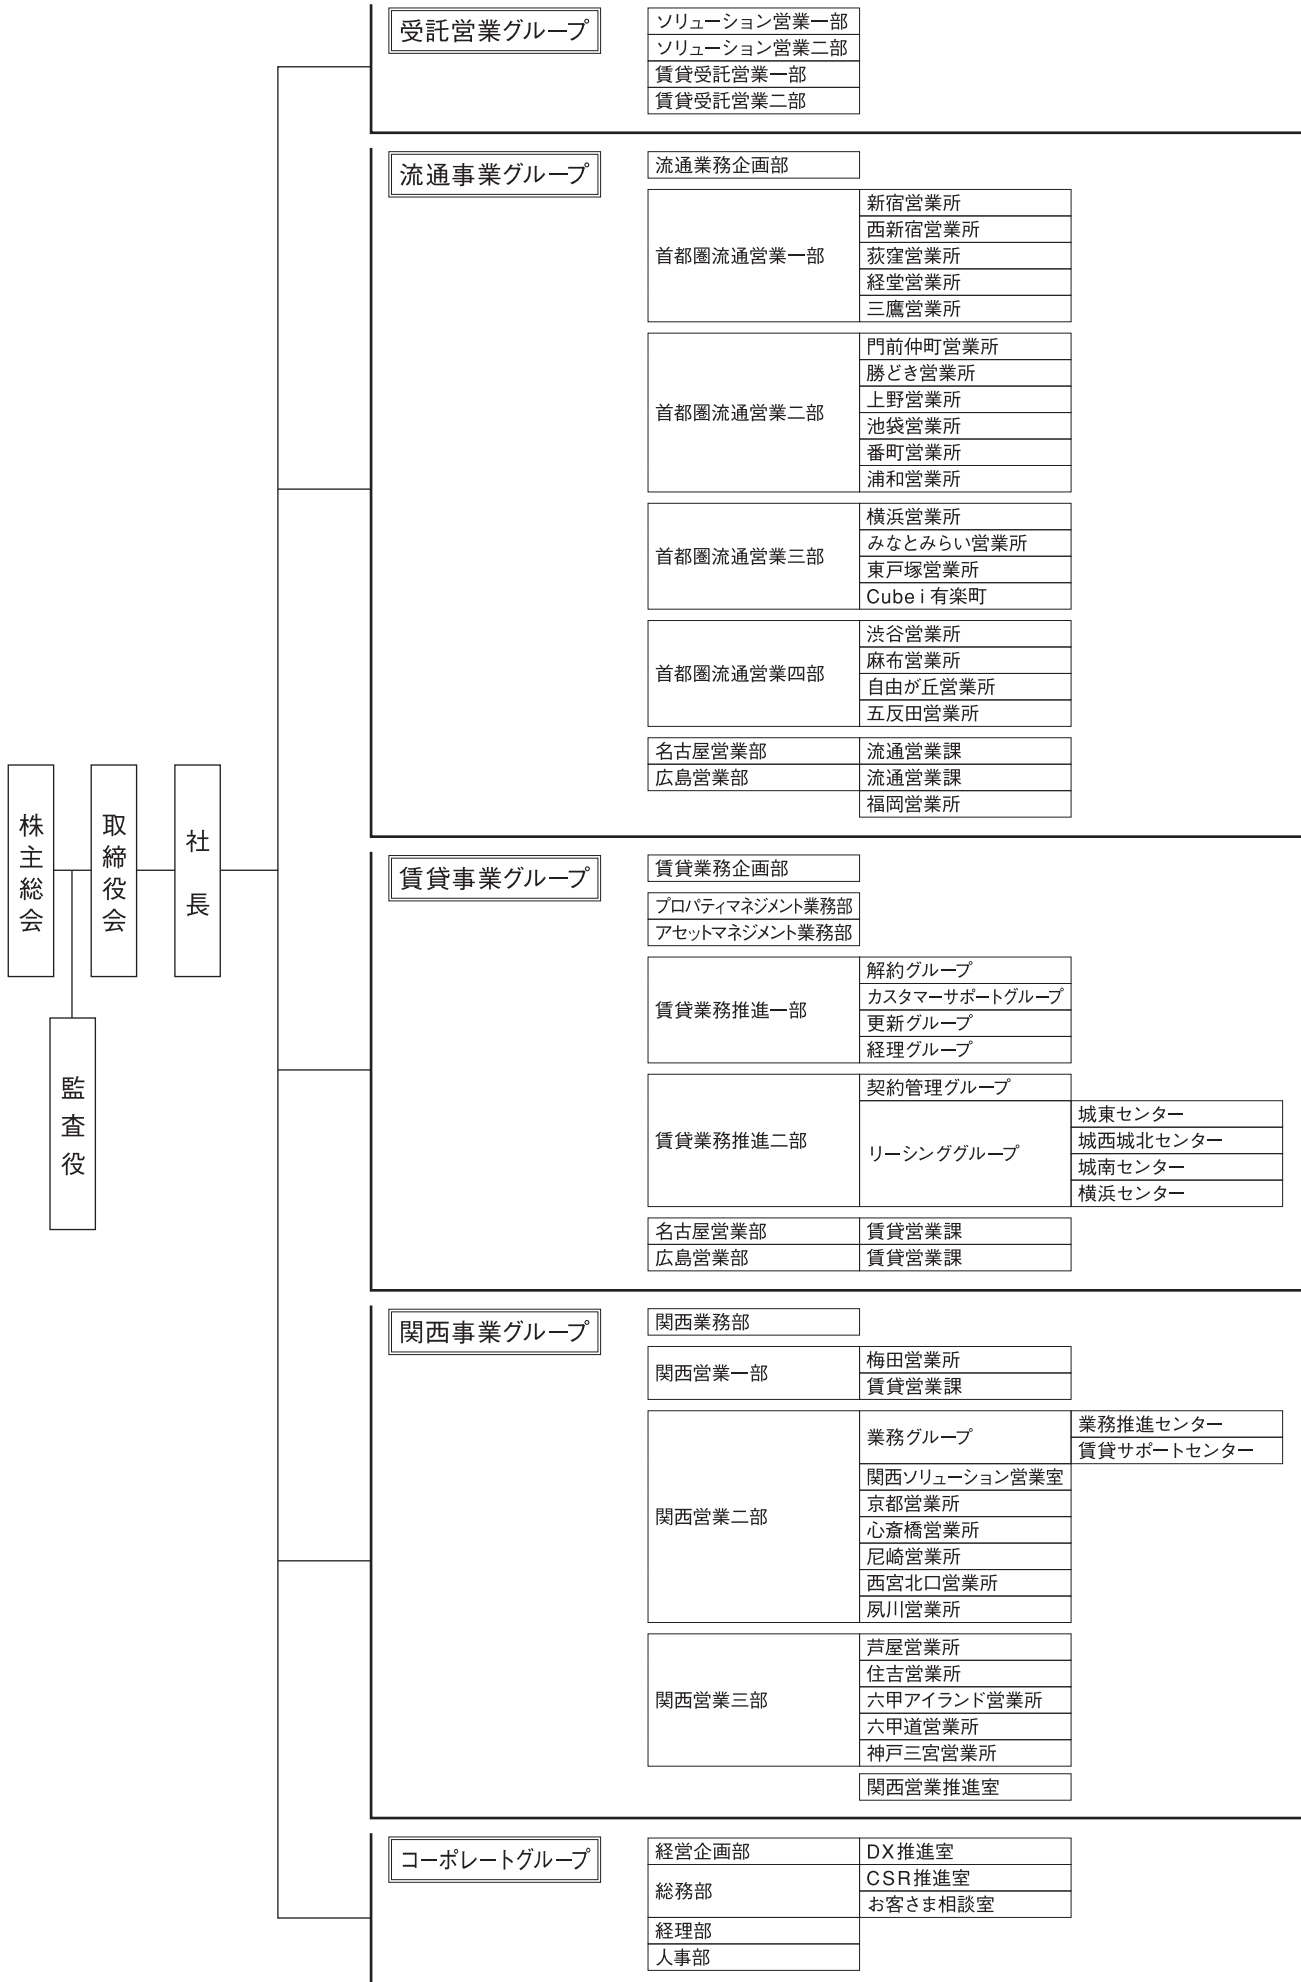 株主総会
取締役会
社長
監査役
受託営業グループ
ソリューション営業一部
ソリューション営業二部
賃貸受託営業一部
賃貸受託営業二部
流通事業グループ
流通業務企画部
首都圏流通営業一部
新宿営業所
西新宿営業所
荻窪営業所
経堂営業所
三鷹営業所
首都圏流通営業二部
門前仲町営業所
勝どき営業所
上野営業所
池袋営業所
番町営業所
浦和営業所
首都圏流通営業三部
横浜営業所
みなとみらい営業所
東戸塚営業所
Cube i 有楽町
首都圏流通営業四部
渋谷営業所
麻布営業所
自由が丘営業所
五反田営業所
名古屋営業部
流通営業課
広島営業部
流通営業課
福岡営業所
賃貸事業グループ
賃貸業務企画部
プロパティマネジメント業務部
アセットマネジメント業務部
賃貸業務推進一部
解約グループ
カスタマーサポートグループ
更新グループ
経理グループ
賃貸業務推進二部
契約管理グループ
リーシンググループ
城東センター
城西城北センター
城南センター
横浜センター
名古屋営業部
賃貸営業課
広島営業部
賃貸営業課
関西事業グループ
関西業務部
関西営業一部
梅田営業所
賃貸営業課
関西営業二部
業務グループ
業務推進センター
賃貸サポートセンター
関西ソリューション営業室
京都営業所
心斎橋営業所
尼崎営業所
西宮北口営業所
夙川営業所
関西営業三部
芦屋営業所
住吉営業所
六甲アイランド営業所
六甲道営業所
神戸三宮営業所
関西営業推進室
コーポレートグループ
経営企画部
DX推進室
総務部
CSR推進室
お客さま相談室
経理部
人事部